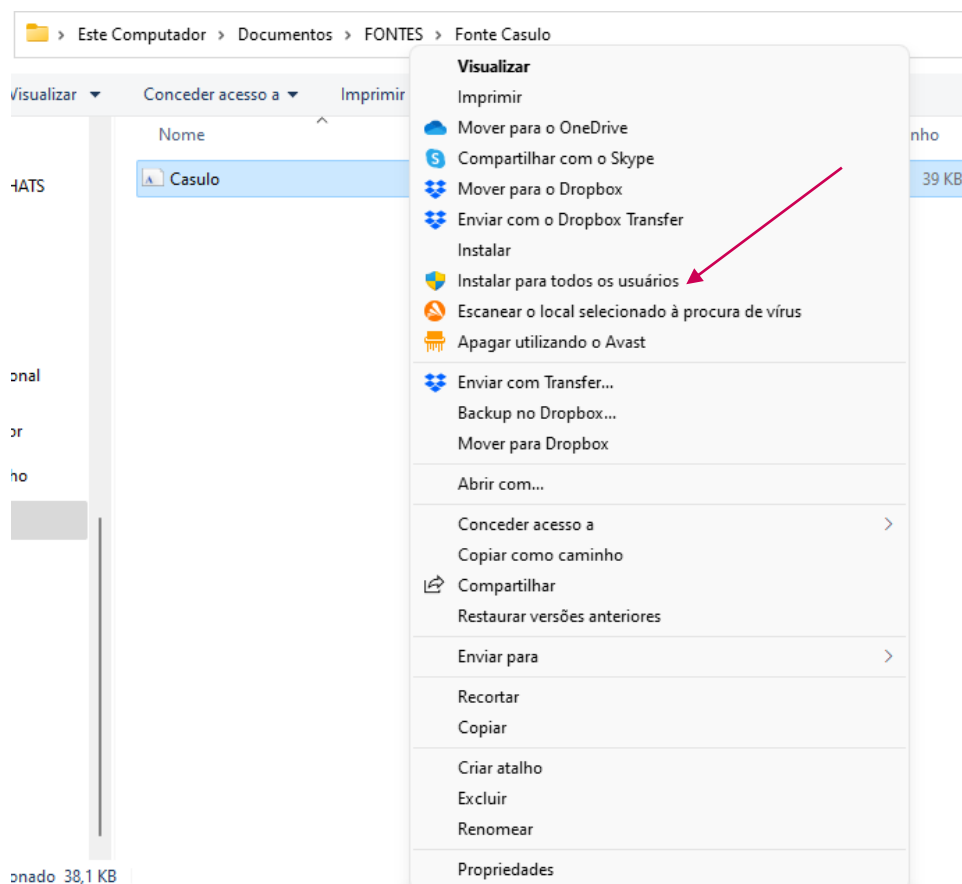 Este Computador > Documentos > FONTES > Fonte Casulo
Visualizar Conceder acesso a Imprimir
Nome
nho
HATS
Casulo
39 KB
onal
or
ho
Visualizar
Imprimir
Mover para o OneDrive
Compartilhar com o Skype
Mover para o Dropbox
Enviar com o Dropbox Transfer
Instalar
Instalar para todos os usuários
Escanear o local selecionado à procura de vírus
Apagar utilizando o Avast
Enviar com Transfer...
Backup no Dropbox...
Mover para Dropbox
Abrir com...
Conceder acesso a
Copiar como caminho
Compartilhar
Restaurar versões anteriores
Enviar para
Recortar
Copiar
Criar atalho
Excluir
Renomear
Propriedades
onado 38,1 KB